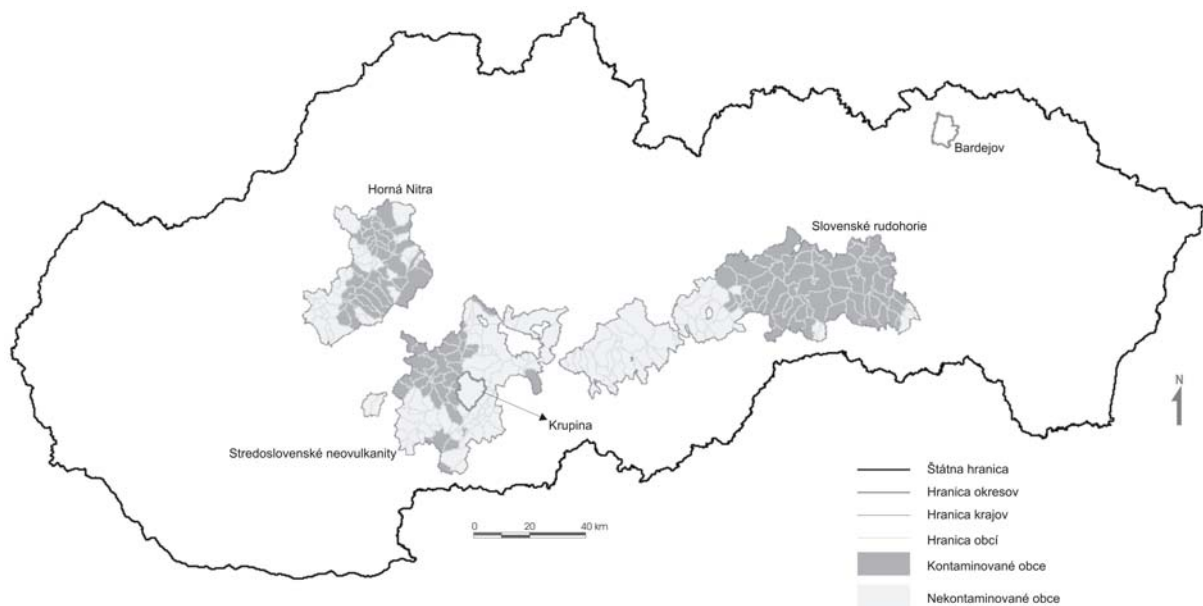 Bardejov
Horná Nitra
Slovenské rudohorie
N
Krupina
Stredoslovenské neovulkanity
0 20 40 km
Štátna hranica
Hranica okresov
Hranica krajov
Hranica obcí
Kontaminované obce
Nekontaminované obce